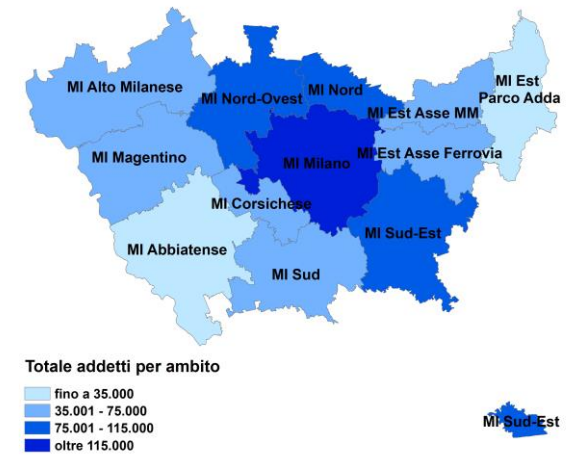 MI Alto Milanese
MI Nord-Ovest
MI Nord
MI Est
Parco Adda
MI Est Asse MM
MI Magentino
MI Milano
MI Est Asse Ferrovia
MI Corsichese
MI Abbiatense
MI Sud-Est
MI Sud
Totale addetti per ambito
fino a 35.000
35.001 - 75.000
75.001 - 115.000
oltre 115.000
MI Sud-Est